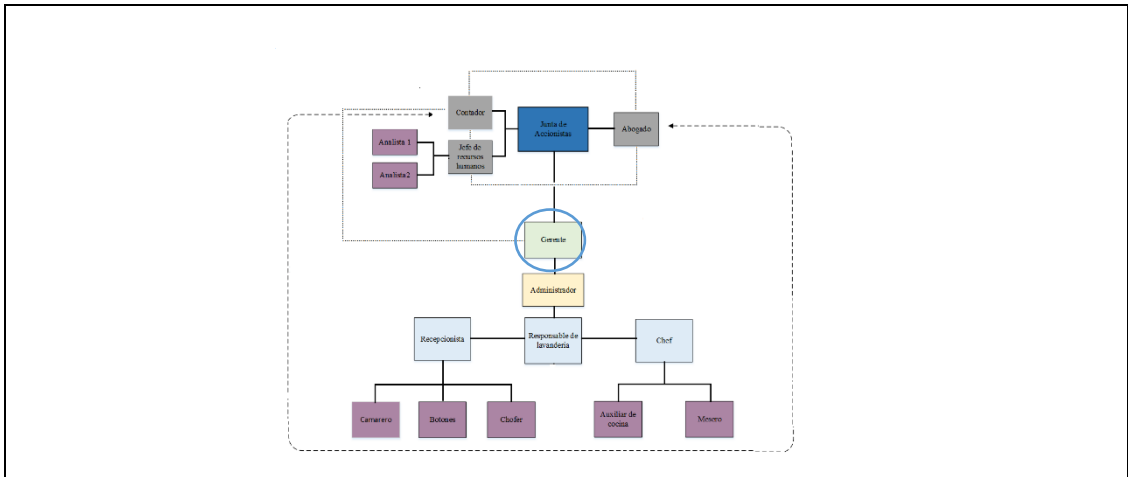 Contador
Junta de
Accionistas
Abogado
Analista 1
Jefe de
recursos
humanos
Analista2
Gerente
Administrador
Recepcionista
Responsable de
lavandería
Chef
Camarero
Botones
Chofer
Auxiliar de
cocina
Mesero